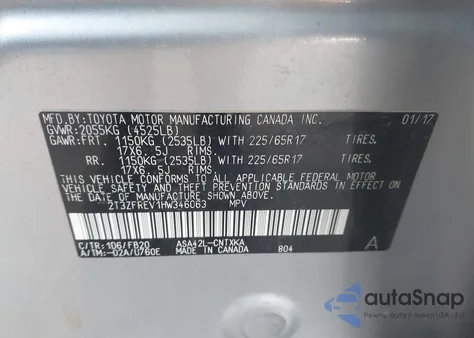 MFD.BY:TOYOTA MOTOR MANUFACTURING CANADA INC. 01/17
GVWR:2055KG (4525LB)
GAWR:FRT. 1150KG (2535LB) WITH 225/65R17 TIRES.
17X6.5J RIMS.
RR. 1150KG (2535LB) WITH 225/65R17 TIRES.
17X6.5J RIMS.
THIS VEHICLE CONFORMS TO ALL APPLICABLE FEDERAL MOTOR
VEHICLE SAFETY AND THEFT PREVENTION STANDARDS IN
EFFECT ON THE DATE OF MANUFACTURE SHOWN ABOVE.
2T3ZFREV1HW346063 MPV
C/TR:106/FB20 ASA42L-CNTXKA A
A/TM:-02A/U760E MADE IN CANADA 804
autoSnap